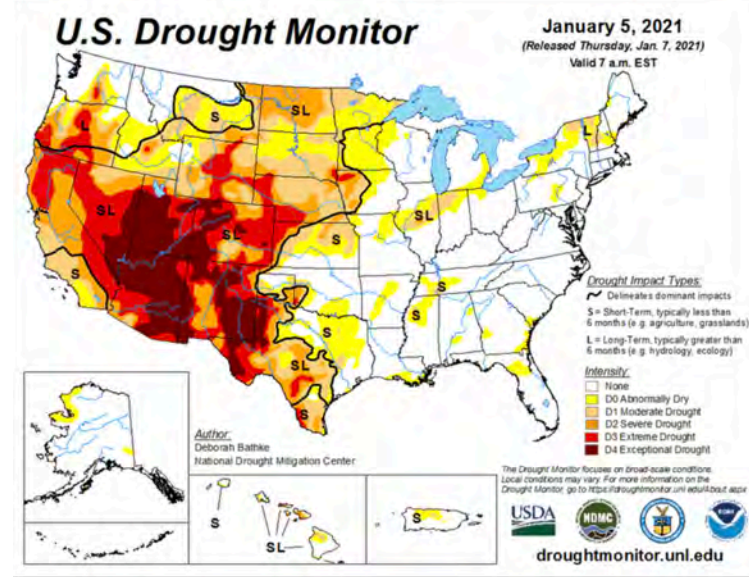 U.S. Drought Monitor
January 5, 2021
(Released Thursday, Jan. 7, 2021)
Valid 7 a.m. EST
L
S
SL
L
SL
SL
S
SL
S
S
S
S
SL
S
S
Drought Impact Types:
Delineates dominant impacts
S = Short-Term, typically less than
6 months (e.g. agriculture, grasslands)
L = Long-Term, typically greater than
6 months (e.g. hydrology, ecology)
Intensity:
None
D0 Abnormally Dry
D1 Moderate Drought
D2 Severe Drought
D3 Extreme Drought
D4 Exceptional Drought
Author:
Deborah Bathke
National Drought Mitigation Center
S
SL
S
The Drought Monitor focuses on broad-scale conditions.
Local conditions may vary. For more information on the
Drought Monitor, go to https://droughtmonitor.unl.edu/About.aspx
USDA
NDMC
NOAA
droughtmonitor.unl.edu